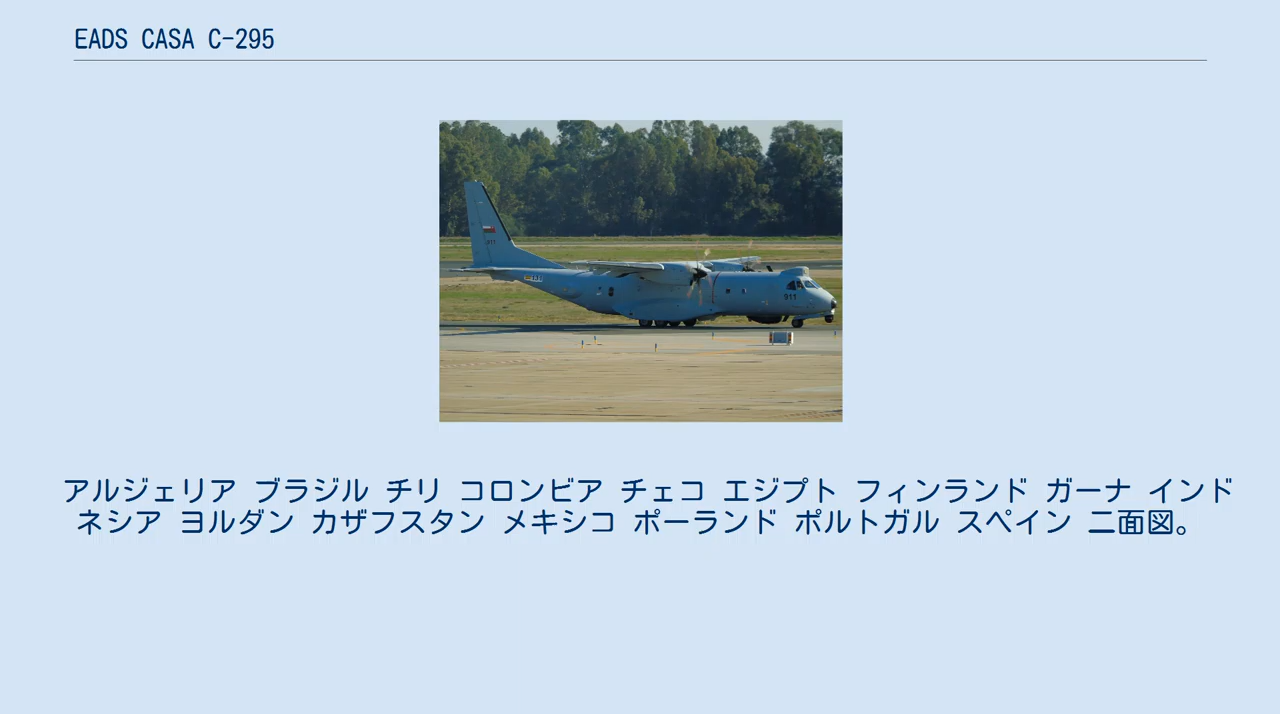 EADS CASA C-295
911
アルジェリア ブラジル チリ コロンビア チェコ エジプト フィンランド ガーナ インド
ネシア ヨルダン カザフスタン メキシコ ポーランド ポルトガル スペイン 二面図。